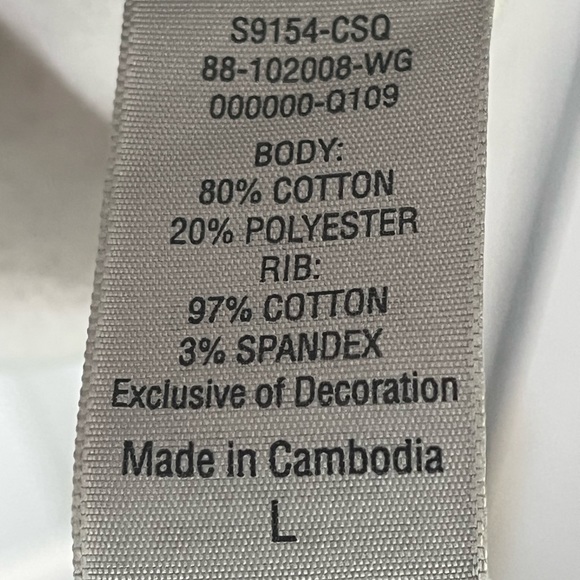 S9154-CSQ
88-102008-WG
000000-Q109
BODY:
80% COTTON
20% POLYESTER
RIB:
97% COTTON
3% SPANDEX
Exclusive of Decoration
Made in Cambodia
L